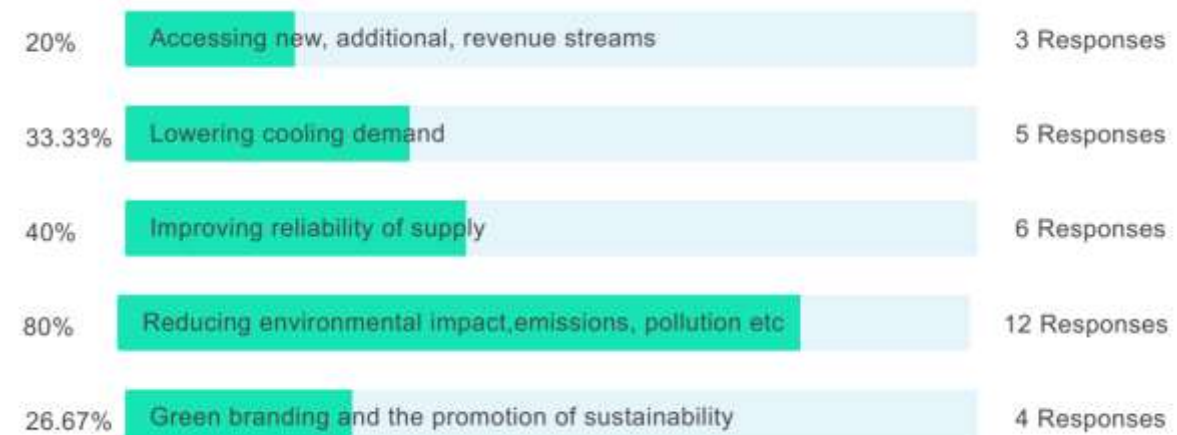 20% Accessing new, additional, revenue streams 3 Responses
33.33% Lowering cooling demand 5 Responses
40% Improving reliability of supply 6 Responses
80% Reducing environmental impact,emissions, pollution etc 12 Responses
26.67% Green branding and the promotion of sustainability 4 Responses